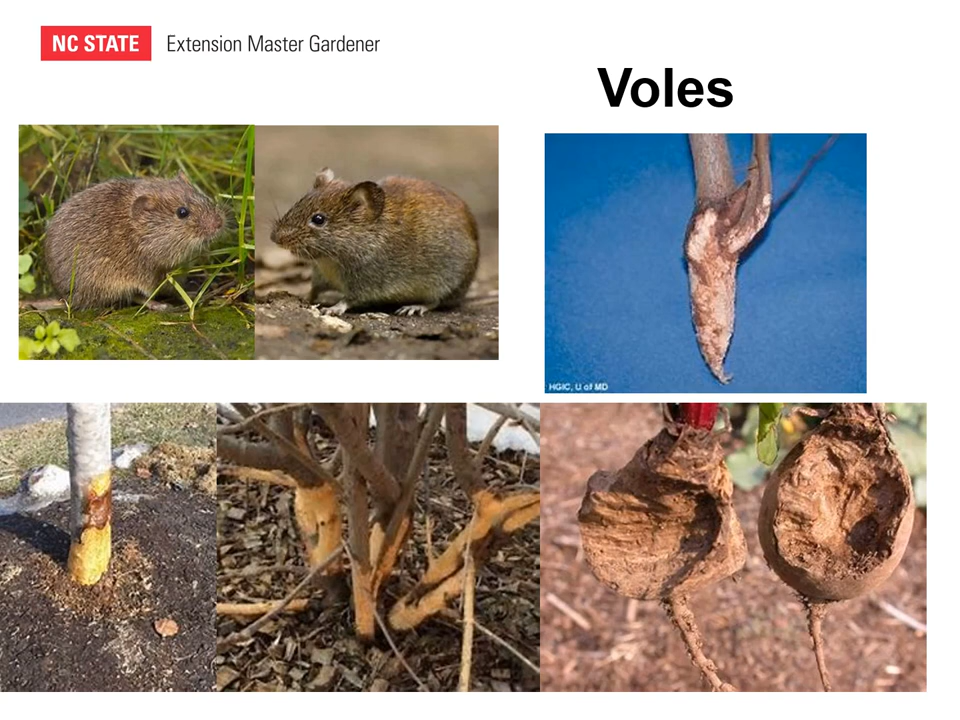 NC STATE Extension Master Gardener
Voles
HGIC, U of MD